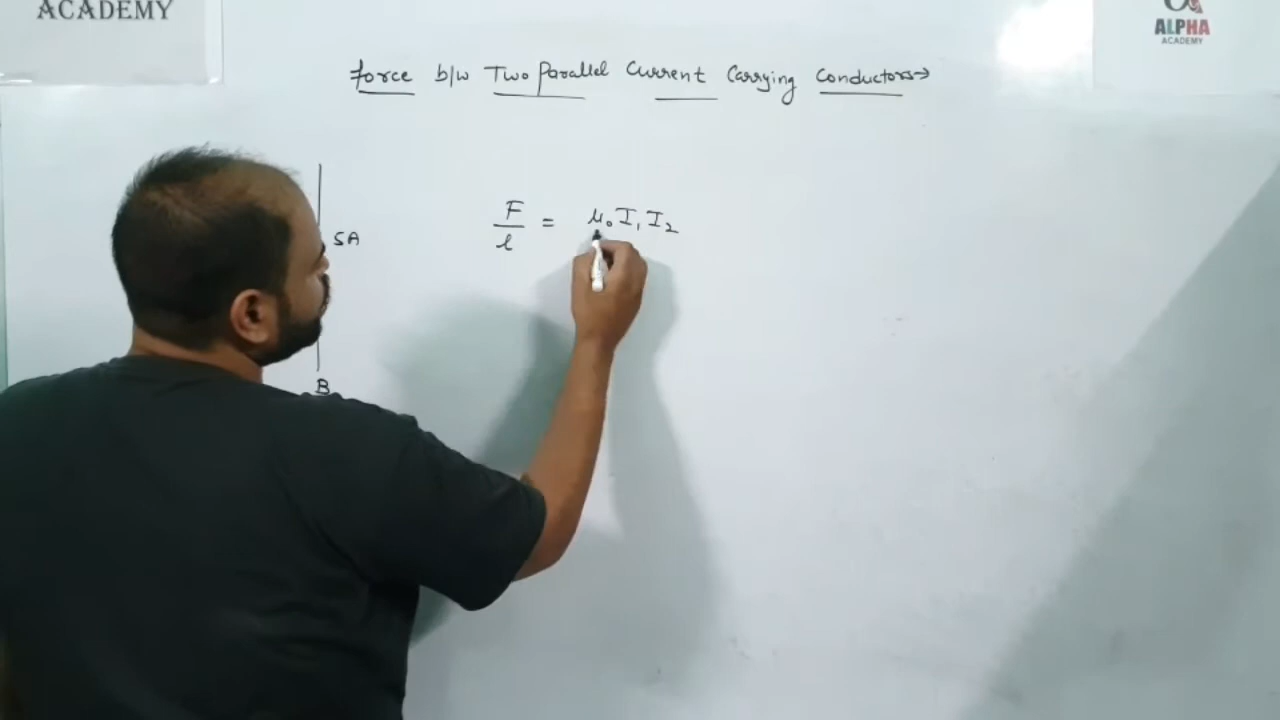 ACADEMY
ALPHA
ACADEMY
Force b/w Two Parallel Current Carrying Conductors→
5A
B
F/l = μ₀I₁I₂